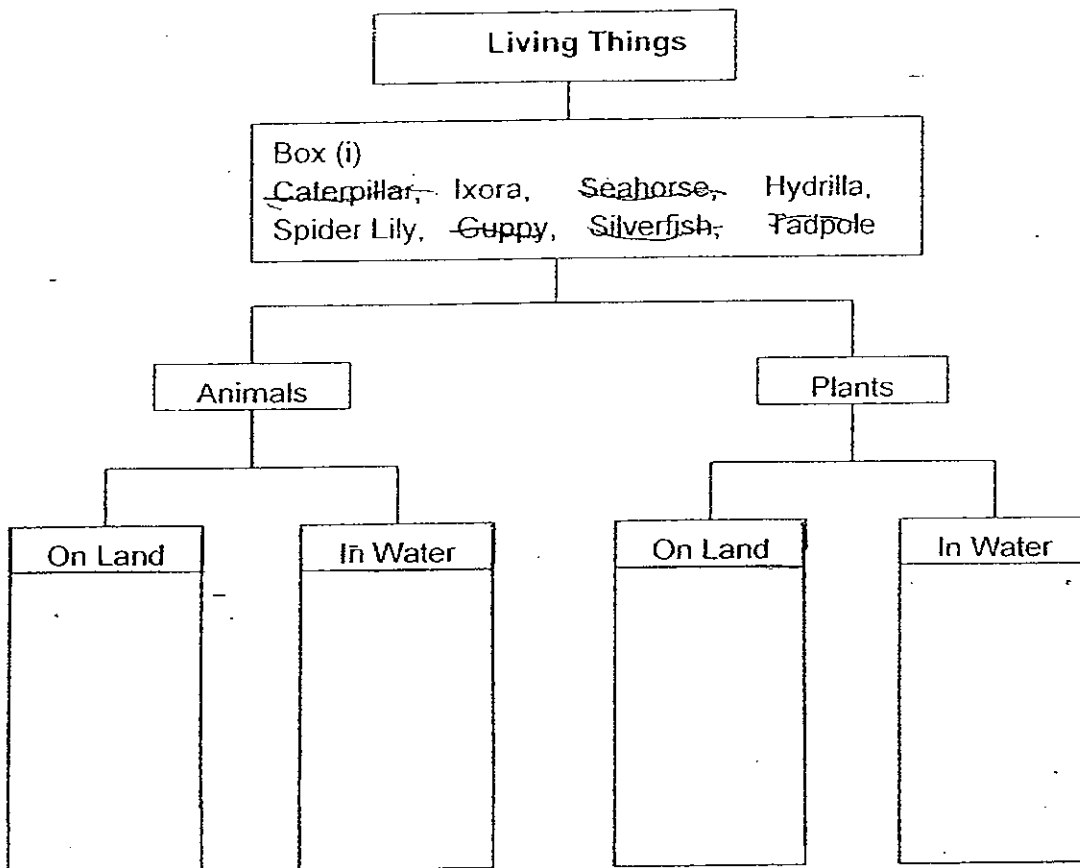 Living Things
Box (i)
Caterpillar, Ixora, Seahorse, Hydrilla,
Spider Lily, Guppy, Silverfish, Tadpole
Animals
Plants
On Land
In Water
On Land
In Water